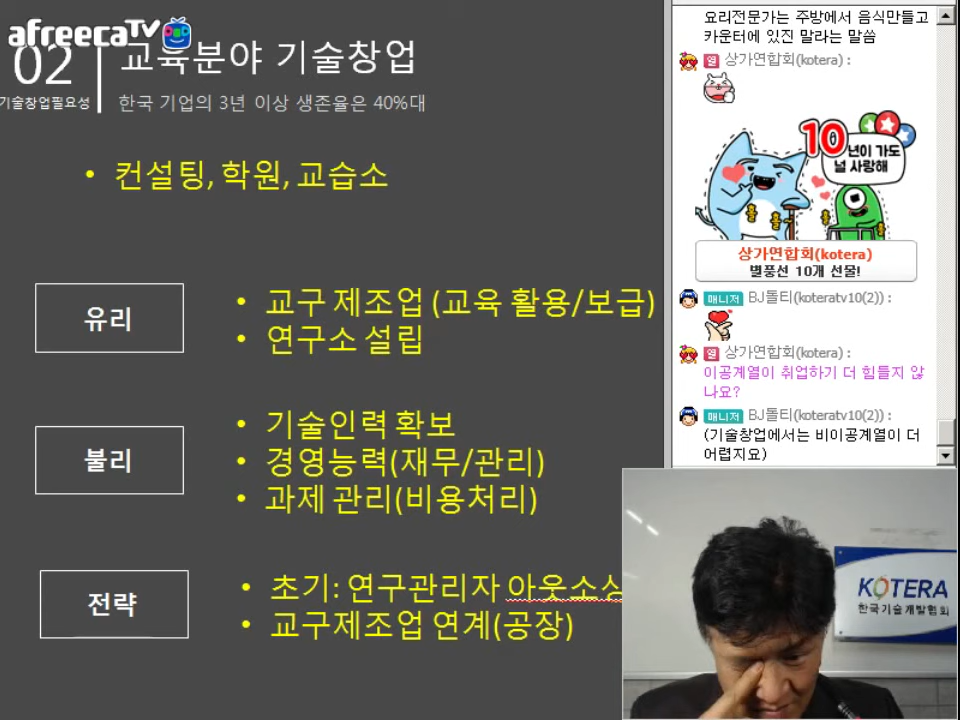 afreecaTV
02
기술창업필요성
교육분야 기술창업
한국 기업의 3년 이상 생존율은 40%대
• 컨설팅, 학원, 교습소
유리
• 교구 제조업 (교육 활용/보급)
• 연구소 설립
불리
• 기술인력 확보
• 경영능력(재무/관리)
• 과제 관리(비용처리)
전략
• 초기: 연구관리자 아웃소싱
• 교구제조업 연계(공장)
요리전문가는 주방에서 음식만들고
카운터에 있진 말라는 말씀
열 상가연합회(kotera) :
10년이 가도
널 사랑해
상가연합회(kotera)
별풍선 10개 선물!
매니저 BJ돌티(koteratv10(2)) :
열 상가연합회(kotera) :
이공계열이 취업하기 더 힘들지 않
나요?
매니저 BJ돌티(koteratv10(2)) :
(기술창업에서는 비이공계열이 더
어렵지요)
KOTERA
한국기술개발협회